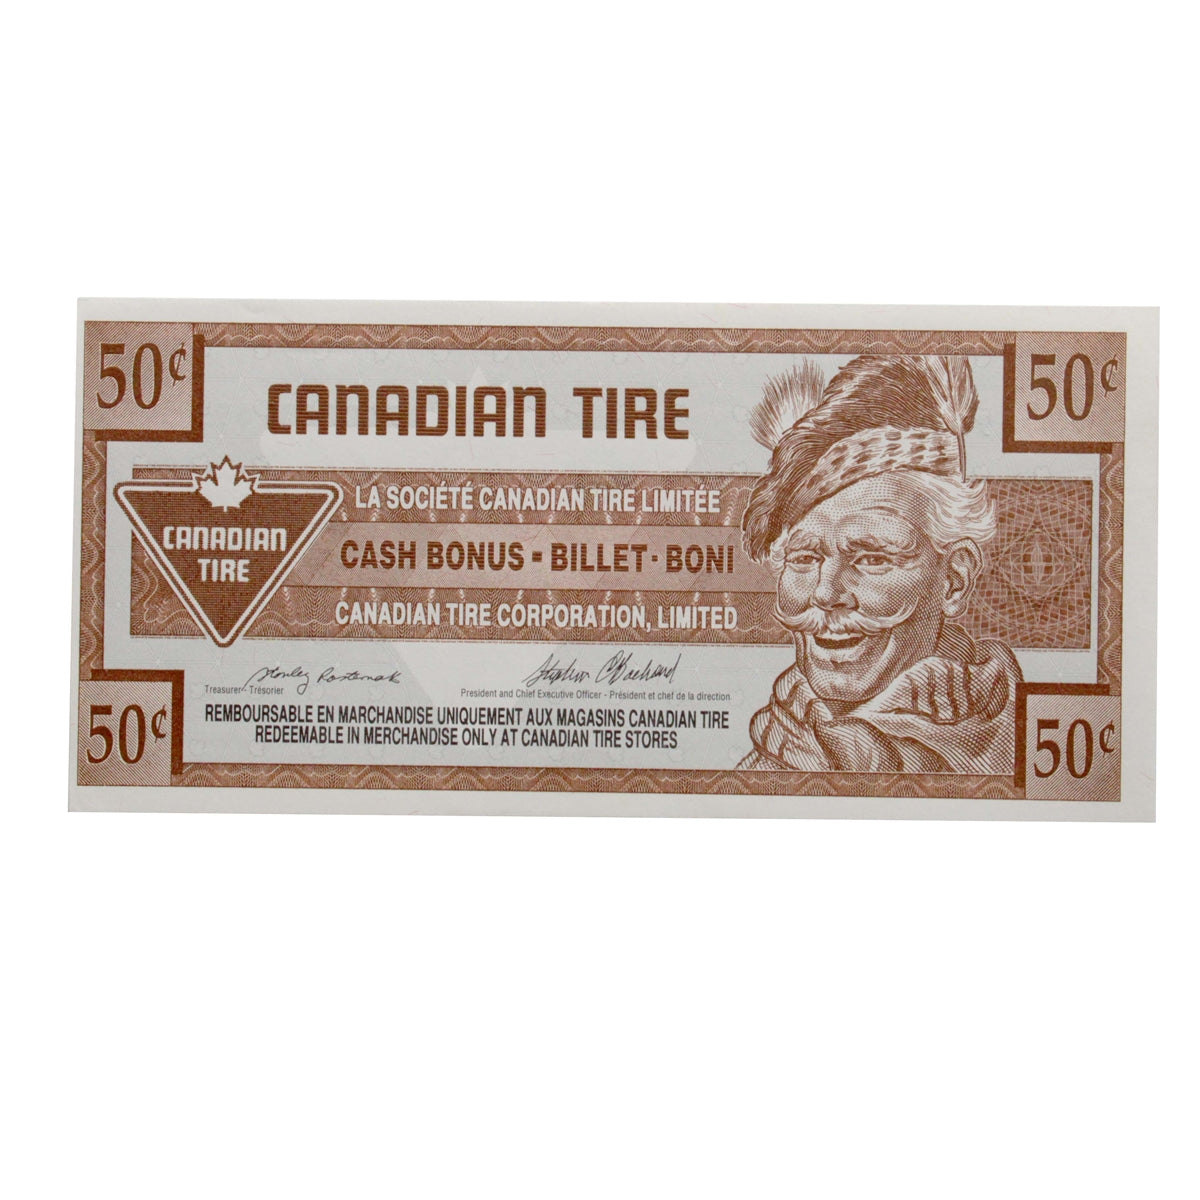 50¢
50¢
CANADIAN TIRE
LA SOCIÉTÉ CANADIAN TIRE LIMITÉE
CANADIAN
TIRE
CASH BONUS - BILLET - BONI
CANADIAN TIRE CORPORATION, LIMITED
Treasurer - Trésorier
President and Chief Executive Officer - Président et chef de la direction
REMBOURSABLE EN MARCHANDISE UNIQUEMENT AUX MAGASINS CANADIAN TIRE
REDEEMABLE IN MERCHANDISE ONLY AT CANADIAN TIRE STORES
50¢
50¢